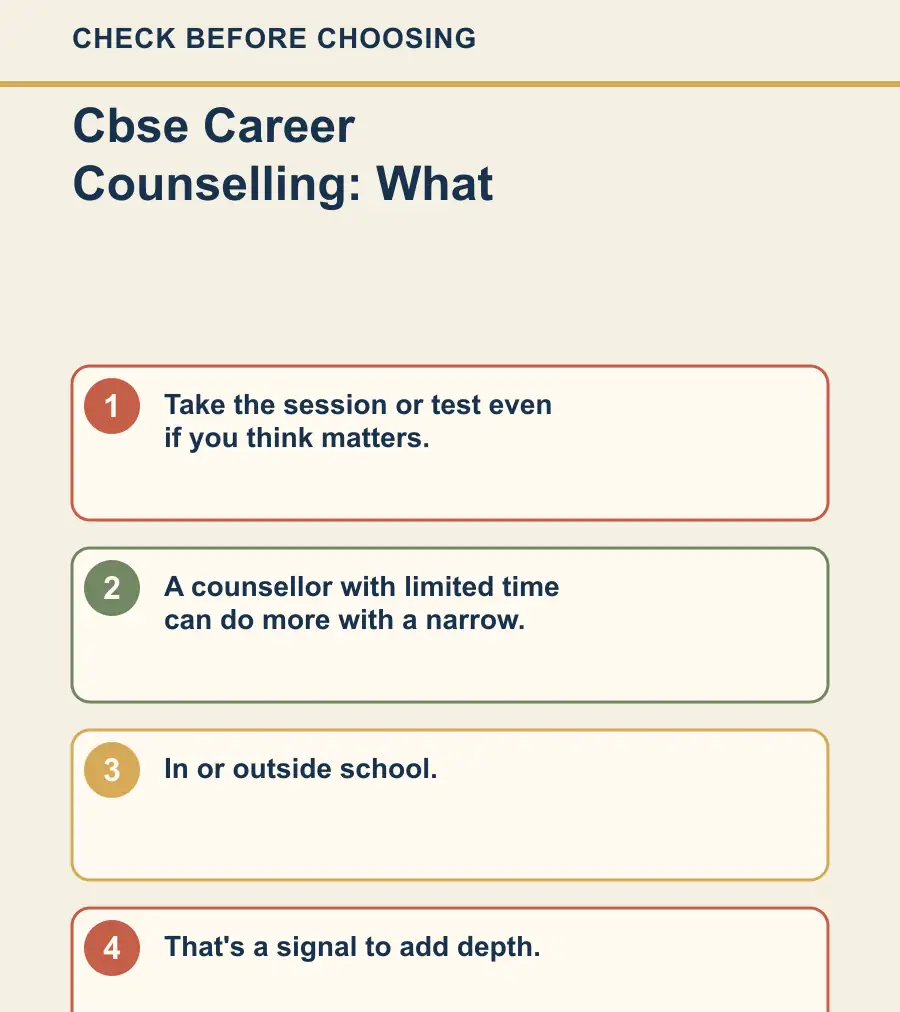 CHECK BEFORE CHOOSING
Cbse Career
Counselling: What
1
Take the session or test even
if you think matters.
2
A counsellor with limited time
can do more with a narrow.
3
In or outside school.
4
That's a signal to add depth.